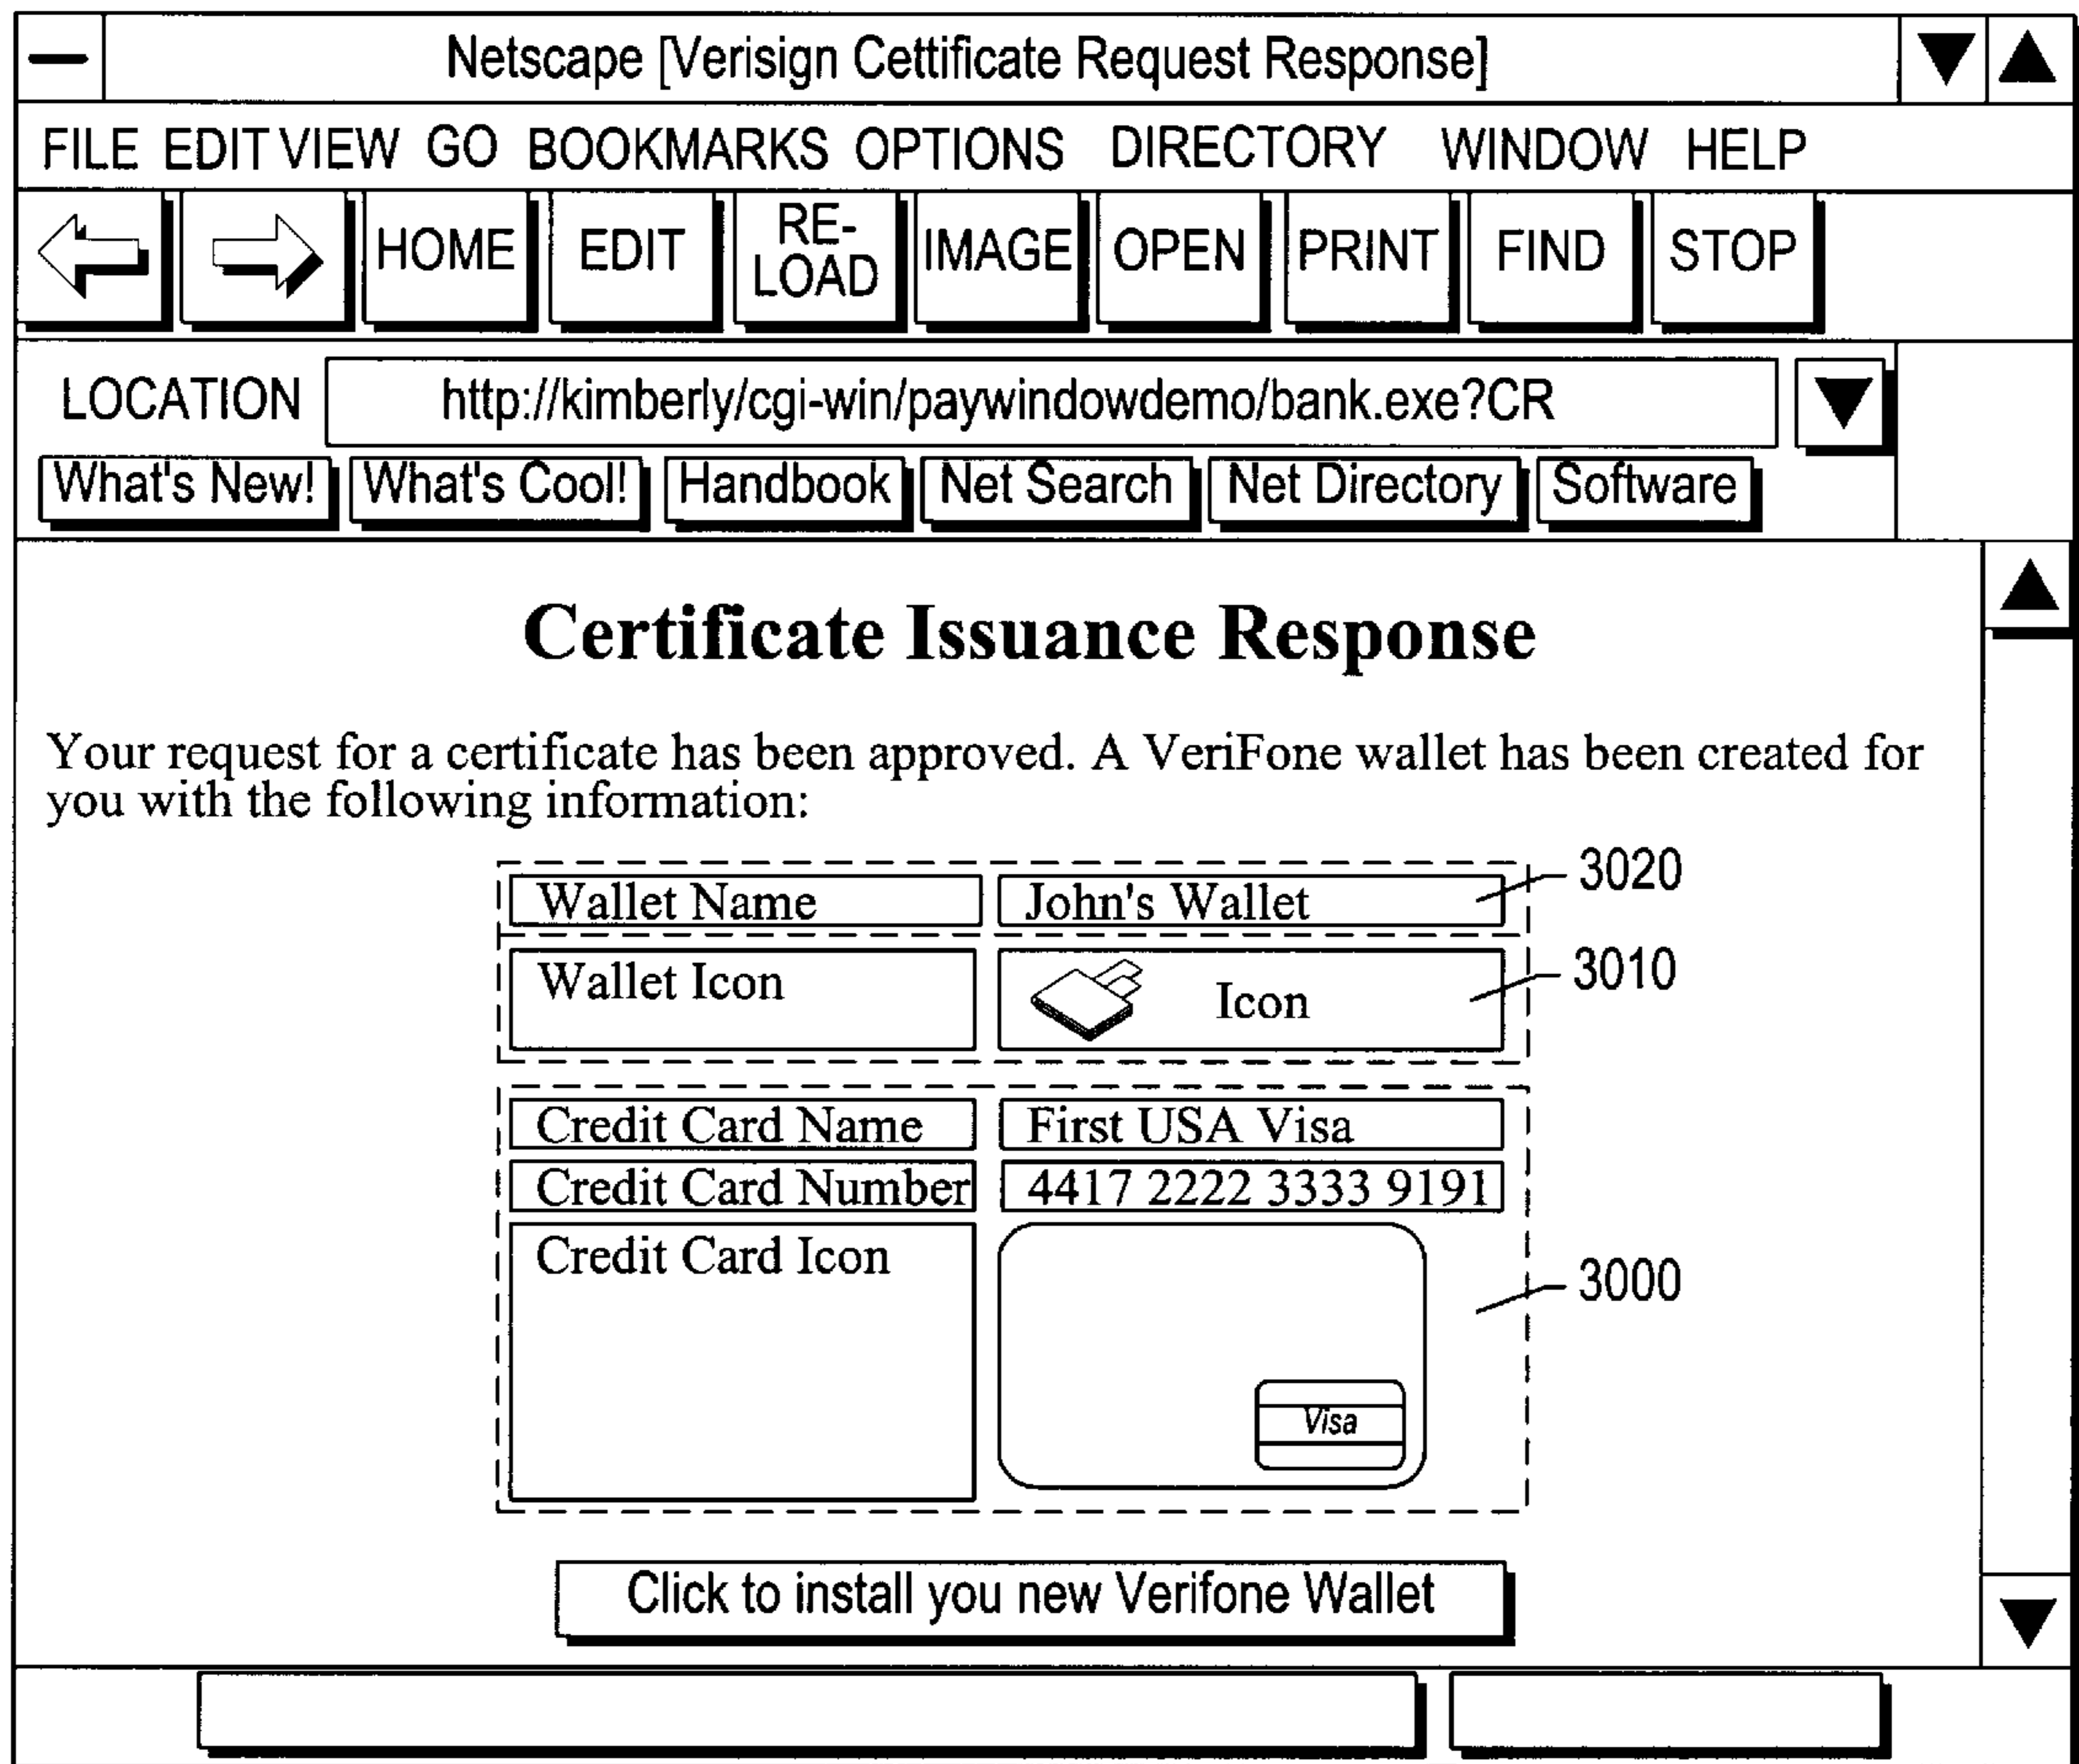 Netscape [Verisign Cettificate Request Response]
FILE EDIT VIEW GO BOOKMARKS OPTIONS DIRECTORY WINDOW HELP
HOME EDIT RE-LOAD IMAGE OPEN PRINT FIND STOP
LOCATION http://kimberly/cgi-win/paywindowdemo/bank.exe?CR
What's New! What's Cool! Handbook Net Search Net Directory Software
Certificate Issuance Response
Your request for a certificate has been approved. A VeriFone wallet has been created for
you with the following information:
Wallet Name John's Wallet 3020
Wallet Icon Icon 3010
Credit Card Name First USA Visa
Credit Card Number 4417 2222 3333 9191
Credit Card Icon 3000
Visa
Click to install you new Verifone Wallet